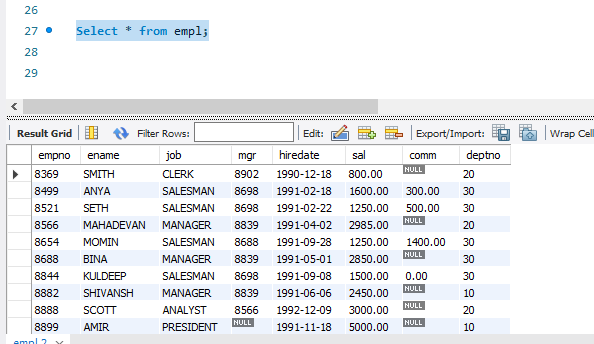 26
27 Select * from empl;
28
29
Result Grid Filter Rows: Edit: Export/Import: Wrap Cell
empno ename job mgr hiredate sal comm deptno
8369 SMITH CLERK 8902 1990-12-18 800.00 NULL 20
8499 ANYA SALESMAN 8698 1991-02-18 1600.00 300.00 30
8521 SETH SALESMAN 8698 1991-02-22 1250.00 500.00 30
8566 MAHADEVAN MANAGER 8839 1991-04-02 2985.00 NULL 20
8654 MOMIN SALESMAN 8698 1991-09-28 1250.00 1400.00 30
8688 BINA MANAGER 8839 1991-05-01 2850.00 NULL 30
8844 KULDEEP SALESMAN 8698 1991-09-08 1500.00 0.00 30
8882 SHIVANSH MANAGER 8839 1991-06-06 2450.00 NULL 10
8888 SCOTT ANALYST 8566 1992-12-09 3000.00 NULL 20
8899 AMIR PRESIDENT NULL 1991-11-18 5000.00 NULL 10
empl 2